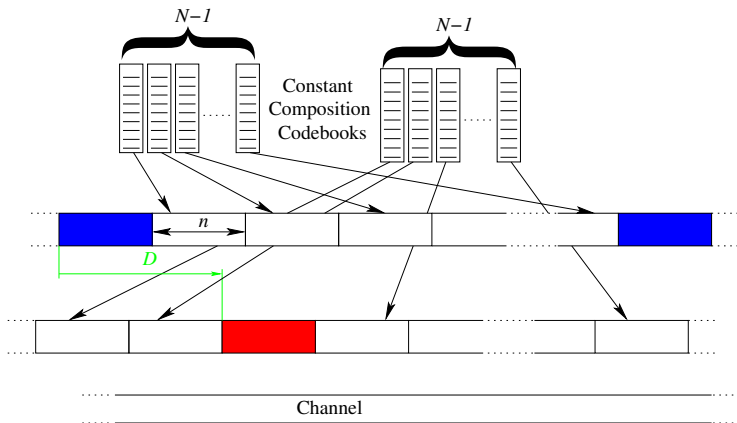 N−1
N−1
Constant
Composition
Codebooks
n
D
Channel